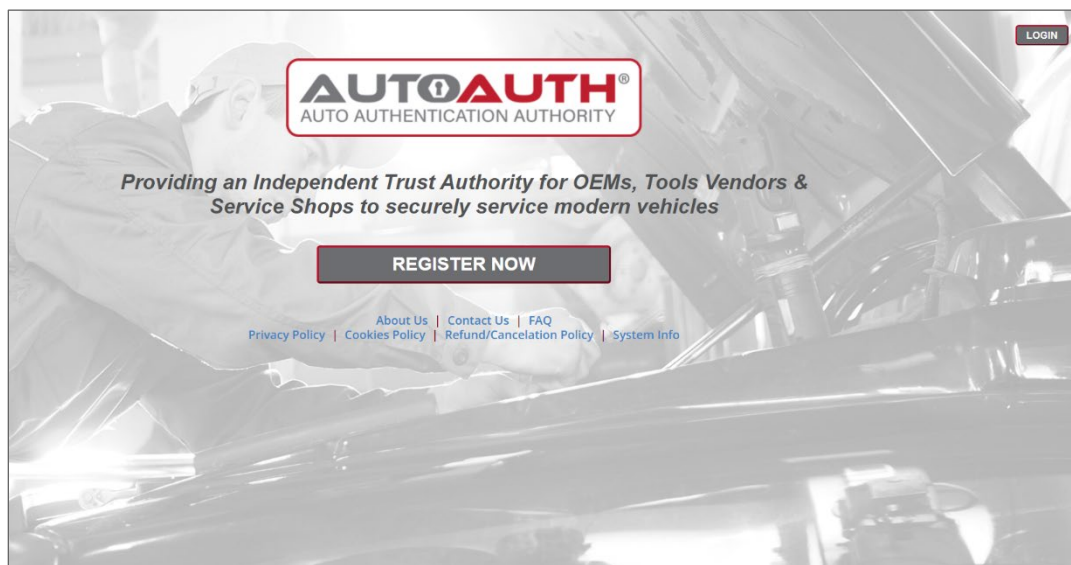 LOGIN
AUTOAUTH®
AUTO AUTHENTICATION AUTHORITY
Providing an Independent Trust Authority for OEMs, Tools Vendors &
Service Shops to securely service modern vehicles
REGISTER NOW
About Us | Contact Us | FAQ
Privacy Policy | Cookies Policy | Refund/Cancelation Policy | System Info